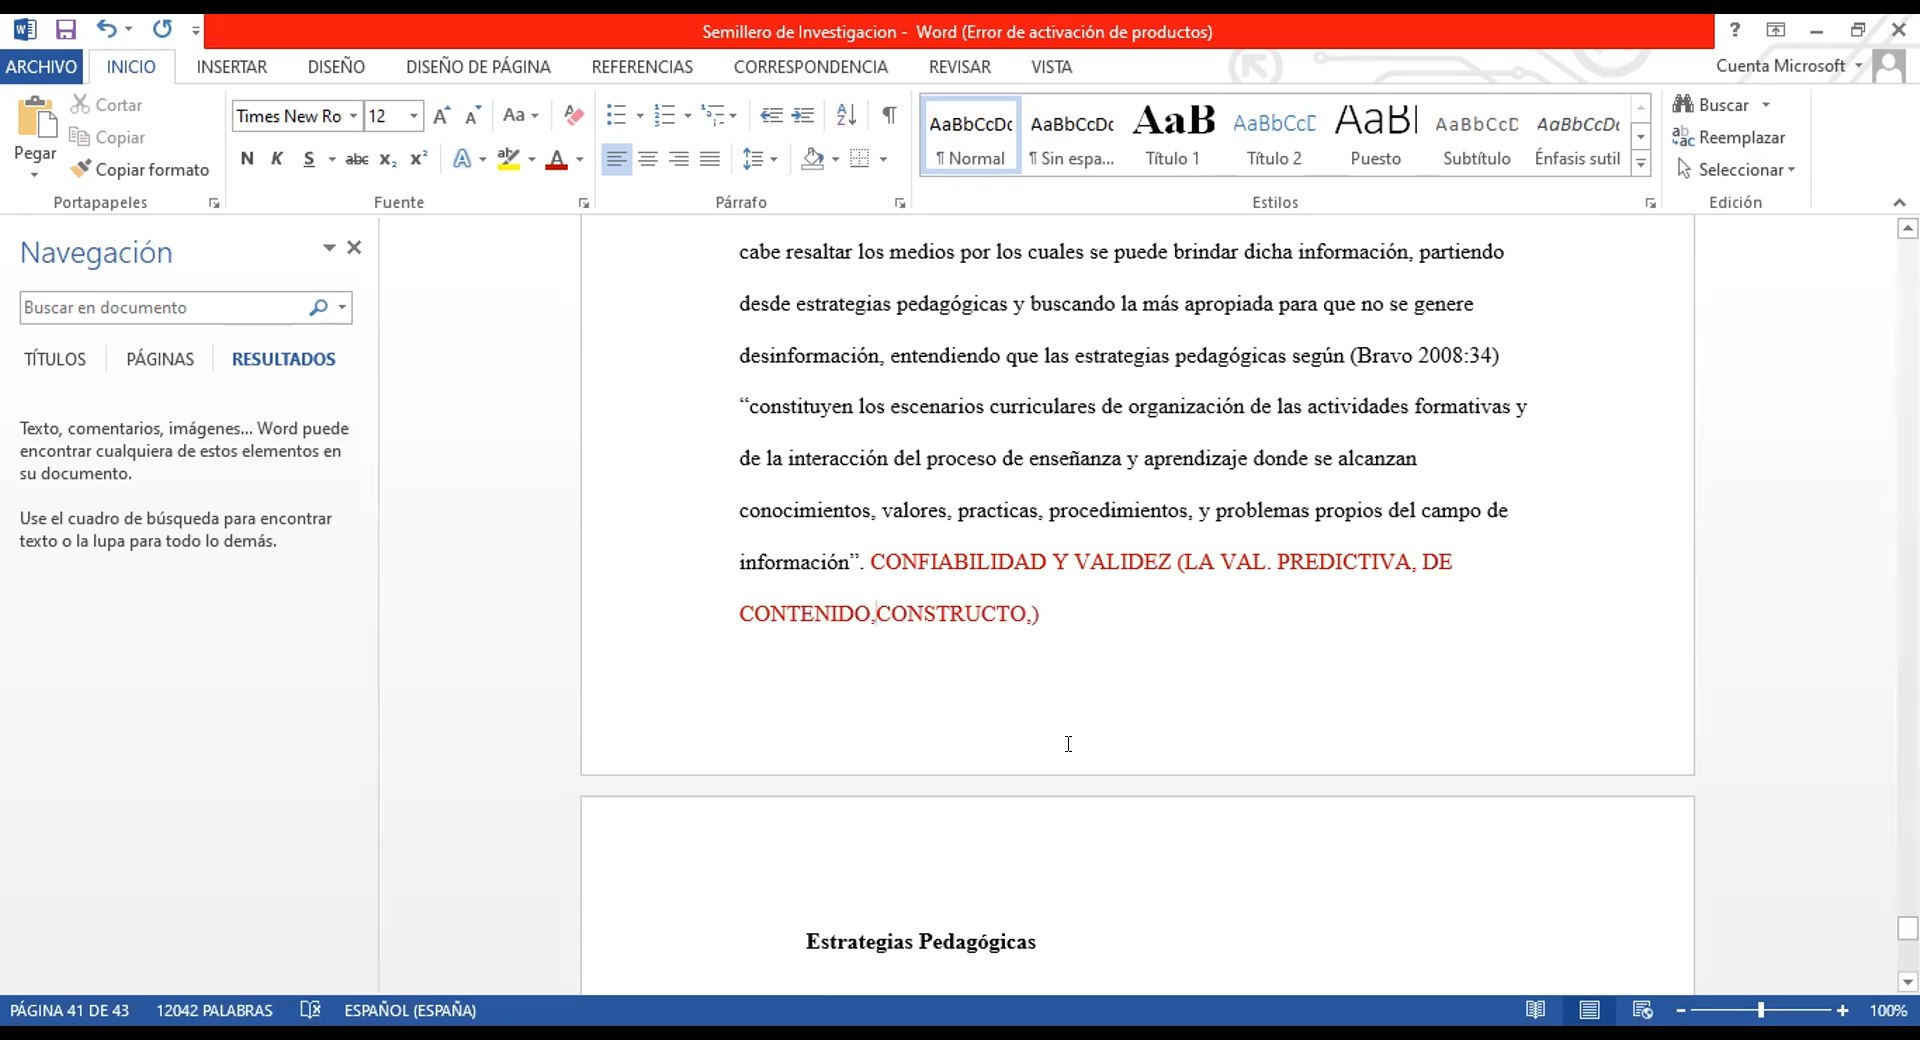 Semillero de Investigacion - Word (Error de activación de productos)
ARCHIVO INICIO INSERTAR DISEÑO DISEÑO DE PÁGINA REFERENCIAS CORRESPONDENCIA REVISAR VISTA Cuenta Microsoft
Pegar
Cortar
Copiar
Copiar formato
Portapapeles
Times New Ro 12
Aa
N K S abc x₂ x² A A
Fuente
Párrafo
AaBbCcDc AaBbCcDc AaB AaBbCcD AaB AaBbCcD AaBbCcDc
¶ Normal ¶ Sin espa... Título 1 Título 2 Puesto Subtítulo Énfasis sutil
Estilos
Buscar
Reemplazar
Seleccionar
Edición
Navegación
Buscar en documento
TÍTULOS PÁGINAS RESULTADOS
Texto, comentarios, imágenes... Word puede
encontrar cualquiera de estos elementos en
su documento.
Use el cuadro de búsqueda para encontrar
texto o la lupa para todo lo demás.
cabe resaltar los medios por los cuales se puede brindar dicha información, partiendo
desde estrategias pedagógicas y buscando la más apropiada para que no se genere
desinformación, entendiendo que las estrategias pedagógicas según (Bravo 2008:34)
“constituyen los escenarios curriculares de organización de las actividades formativas y
de la interacción del proceso de enseñanza y aprendizaje donde se alcanzan
conocimientos, valores, practicas, procedimientos, y problemas propios del campo de
información”. CONFIABILIDAD Y VALIDEZ (LA VAL. PREDICTIVA, DE
CONTENIDO,CONSTRUCTO,)
Estrategias Pedagógicas
PÁGINA 41 DE 43 12042 PALABRAS ESPAÑOL (ESPAÑA) 100%